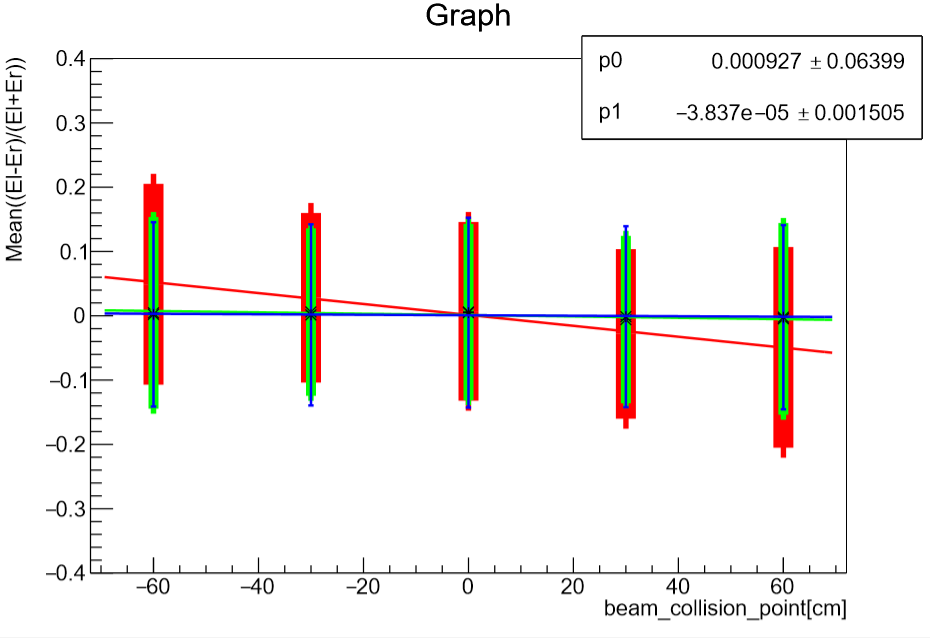 Graph
p0 0.000927 ± 0.06399
p1 −3.837e−05 ± 0.001505
Mean((El-Er)/(El+Er))
0.4
0.3
0.2
0.1
0
−0.1
−0.2
−0.3
−0.4
−60 −40 −20 0 20 40 60
beam_collision_point[cm]